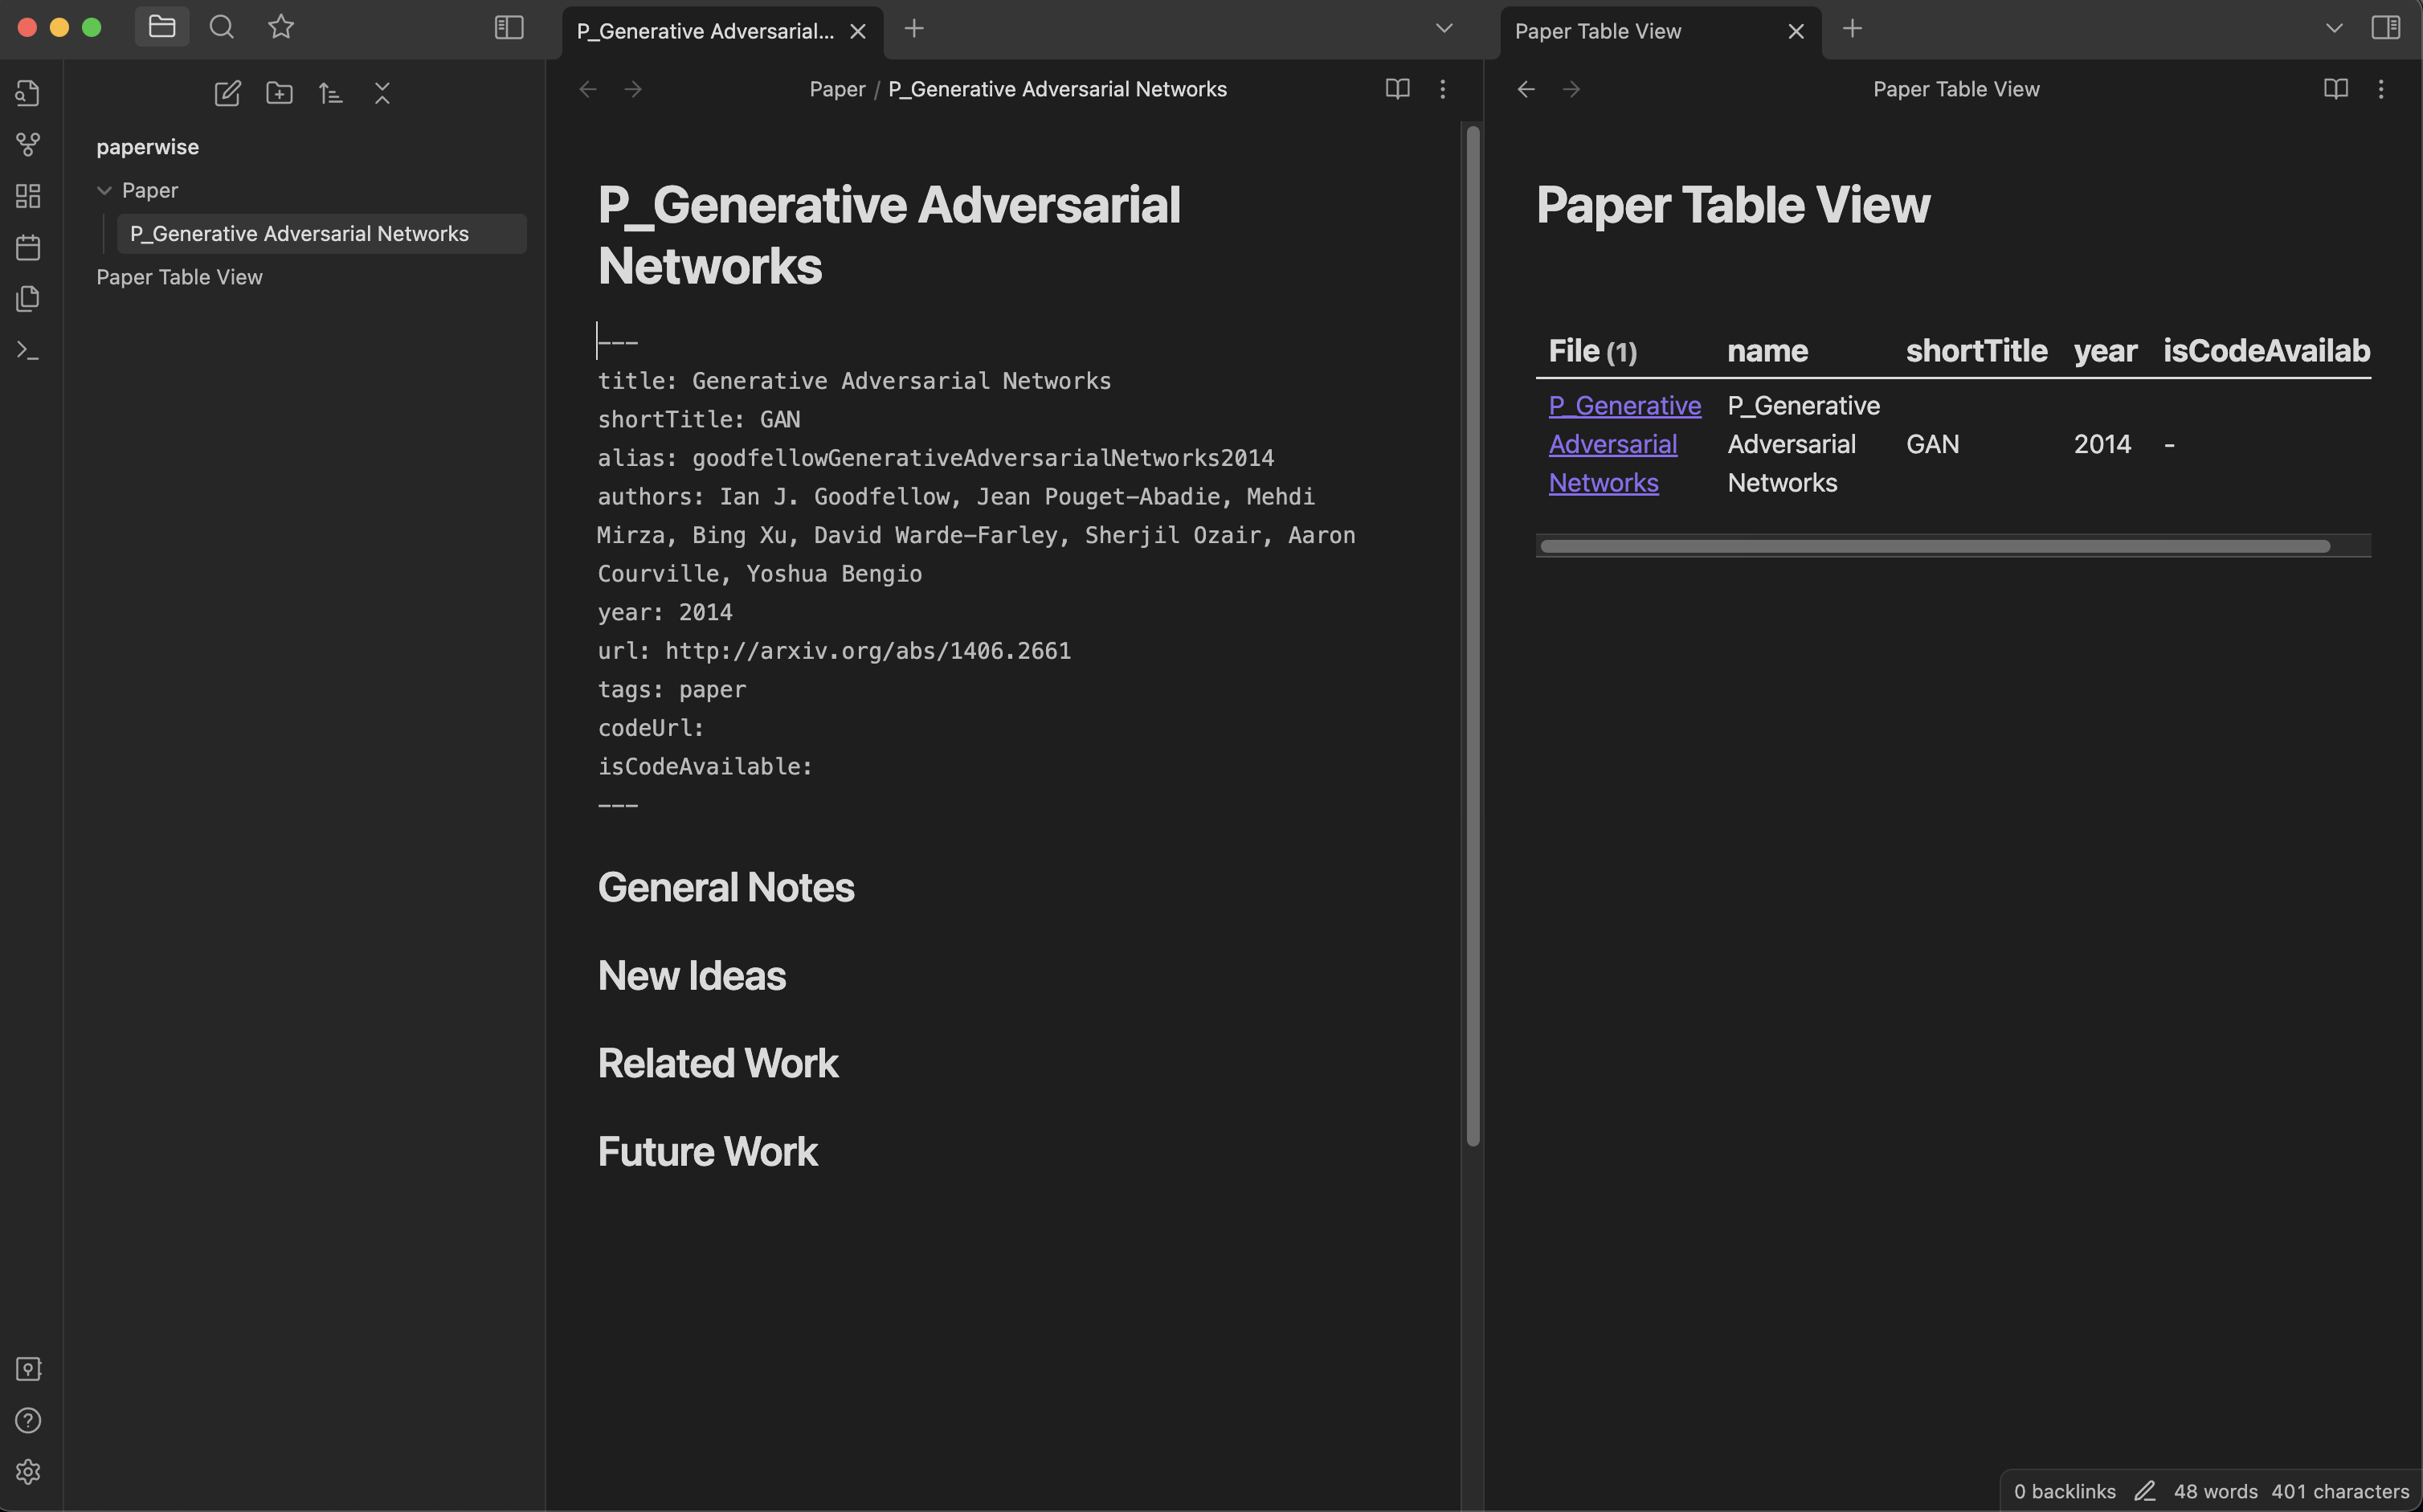 P_Generative Adversarial...
Paper Table View
paperwise
Paper
P_Generative Adversarial Networks
Paper Table View
Paper / P_Generative Adversarial Networks
P_Generative Adversarial
Networks
---
title: Generative Adversarial Networks
shortTitle: GAN
alias: goodfellowGenerativeAdversarialNetworks2014
authors: Ian J. Goodfellow, Jean Pouget-Abadie, Mehdi
Mirza, Bing Xu, David Warde-Farley, Sherjil Ozair, Aaron
Courville, Yoshua Bengio
year: 2014
url: http://arxiv.org/abs/1406.2661
tags: paper
codeUrl:
isCodeAvailable:
---
General Notes
New Ideas
Related Work
Future Work
Paper Table View
Paper Table View
File (1) name shortTitle year isCodeAvailab
P_Generative P_Generative
Adversarial Adversarial GAN 2014 -
Networks Networks
0 backlinks 48 words 401 characters